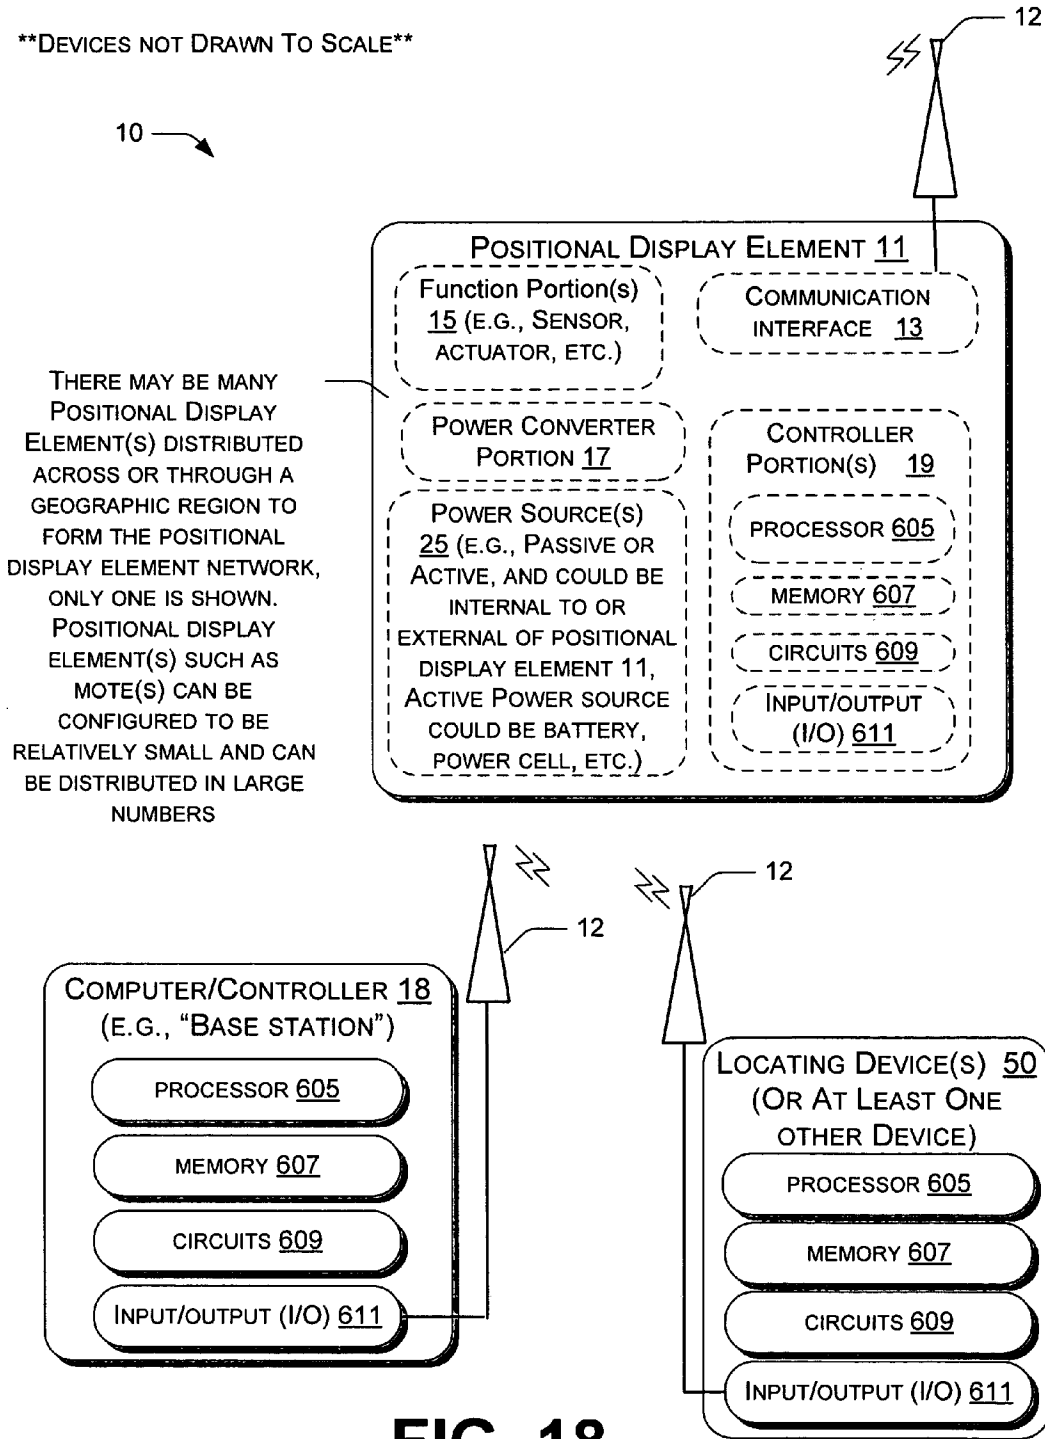 **DEVICES NOT DRAWN TO SCALE**
12
10
POSITIONAL DISPLAY ELEMENT 11
Function Portion(s)
15 (E.G., SENSOR,
ACTUATOR, ETC.)
COMMUNICATION
INTERFACE 13
THERE MAY BE MANY
POSITIONAL DISPLAY
ELEMENT(S) DISTRIBUTED
ACROSS OR THROUGH A
GEOGRAPHIC REGION TO
FORM THE POSITIONAL
DISPLAY ELEMENT NETWORK,
ONLY ONE IS SHOWN.
POSITIONAL DISPLAY
ELEMENT(S) SUCH AS
MOTE(S) CAN BE
CONFIGURED TO BE
RELATIVELY SMALL AND CAN
BE DISTRIBUTED IN LARGE
NUMBERS
POWER CONVERTER
PORTION 17
POWER SOURCE(S)
25 (E.G., PASSIVE OR
ACTIVE, AND COULD BE
INTERNAL TO OR
EXTERNAL OF POSITIONAL
DISPLAY ELEMENT 11,
ACTIVE POWER SOURCE
COULD BE BATTERY,
POWER CELL, ETC.)
CONTROLLER
PORTION(S) 19
PROCESSOR 605
MEMORY 607
CIRCUITS 609
INPUT/OUTPUT
(I/O) 611
12
12
COMPUTER/CONTROLLER 18
(E.G., "BASE STATION")
PROCESSOR 605
MEMORY 607
CIRCUITS 609
INPUT/OUTPUT (I/O) 611
LOCATING DEVICE(S) 50
(OR AT LEAST ONE
OTHER DEVICE)
PROCESSOR 605
MEMORY 607
CIRCUITS 609
INPUT/OUTPUT (I/O) 611
FIG. 18